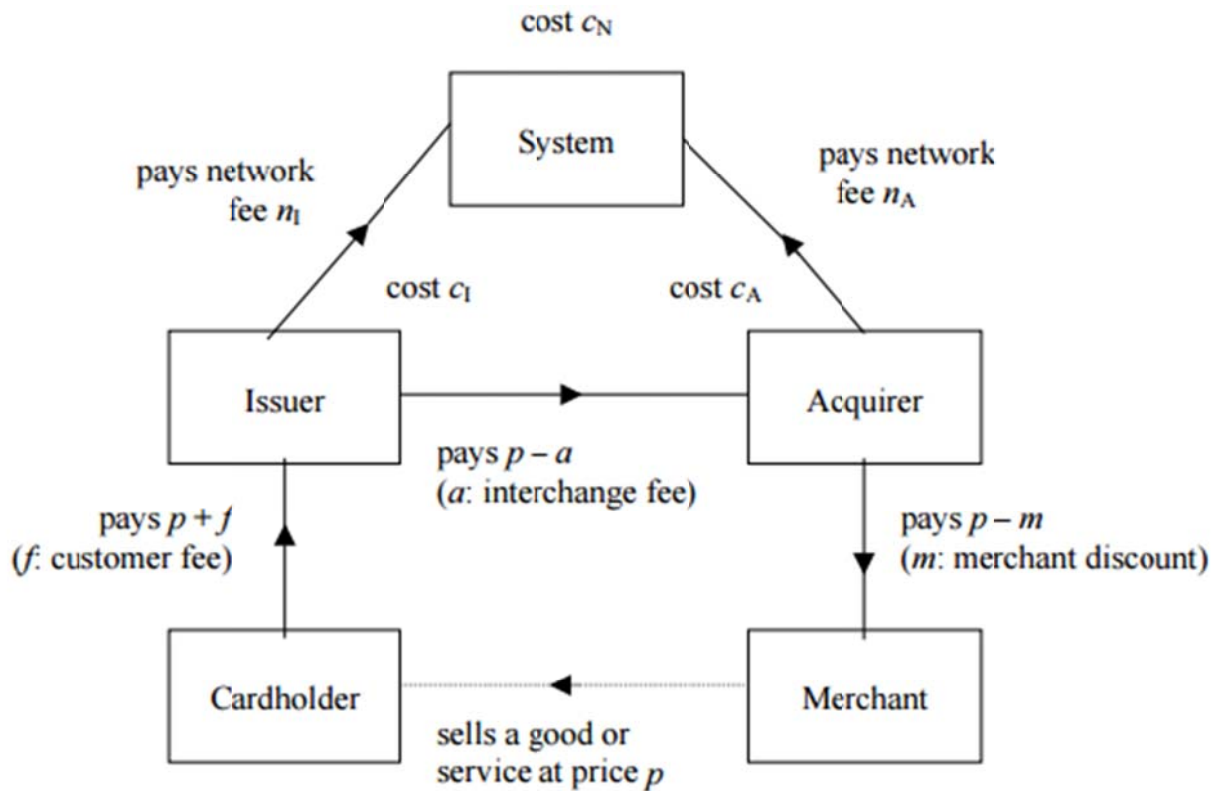 cost cN
System
pays network
fee nI
pays network
fee nA
cost cI
cost cA
Issuer
Acquirer
pays p – a
(a: interchange fee)
pays p + f
(f: customer fee)
pays p – m
(m: merchant discount)
Cardholder
Merchant
sells a good or
service at price p